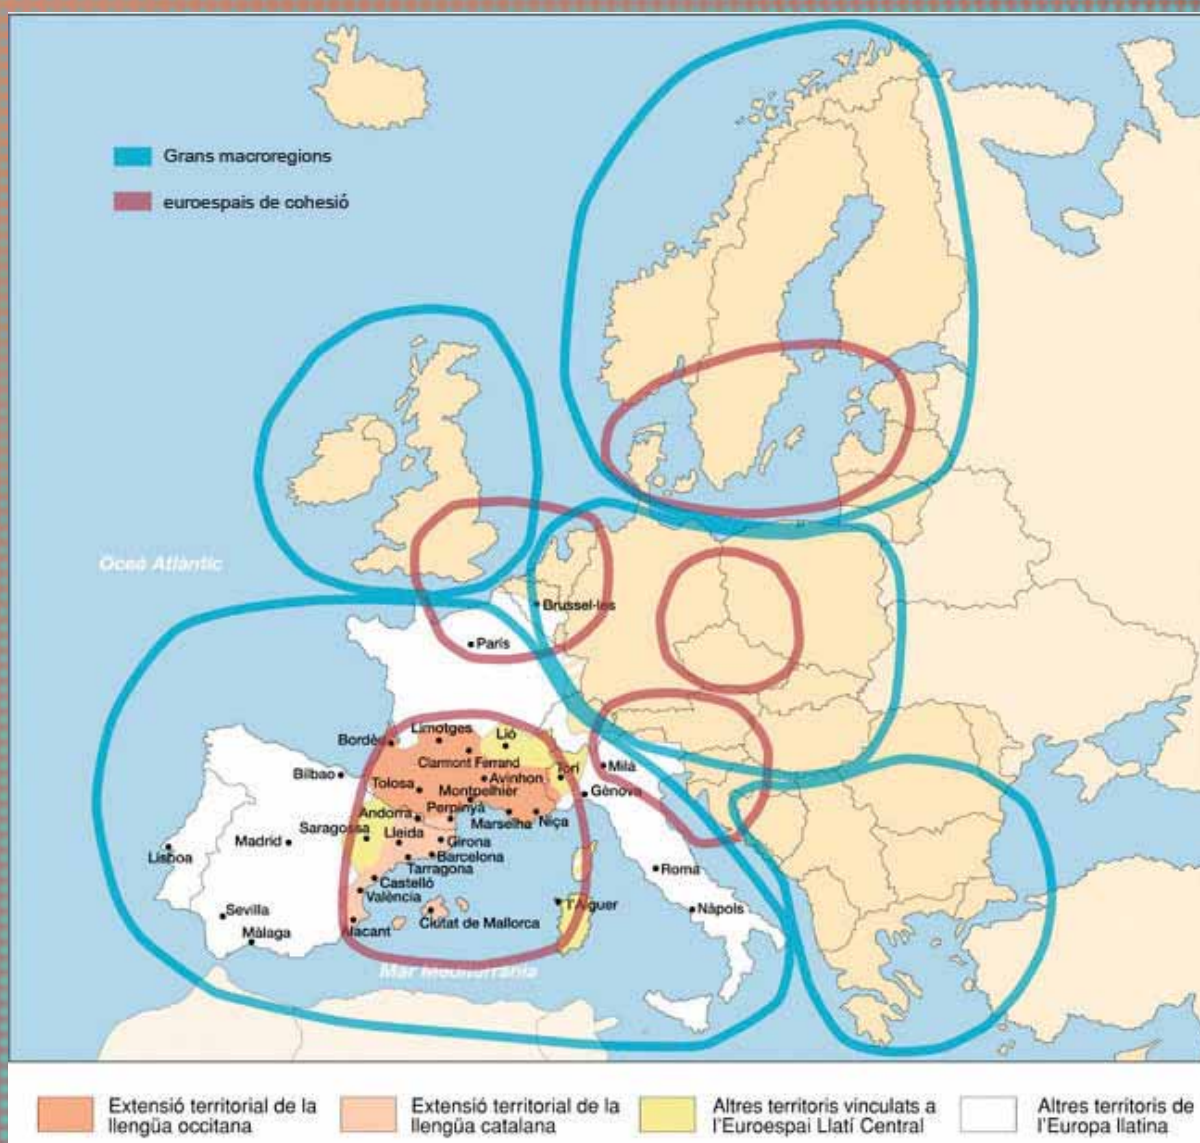 Grans macroregions
euroespais de cohesió
Oceà Atlàntic
Brussel·les
París
Limotges
Lió
Bordèu
Clarmont Ferrand
Torí
Milà
Bilbao
Tolosa
Avinhon
Gènova
Montpelhièr
Andorra
Perpinyà
Marselha
Niça
Saragossa
Lleida
Madrid
Girona
Barcelona
Lisboa
Tarragona
Roma
Castelló
València
l'Alguer
Nàpols
Sevilla
Ciutat de Mallorca
Màlaga
Alacant
Mar Mediterrània
Extensió territorial de la
llengüa occitana
Extensió territorial de la
llengüa catalana
Altres territoris vinculats a
l'Euroespai Llatí Central
Altres territoris de
l'Europa llatina